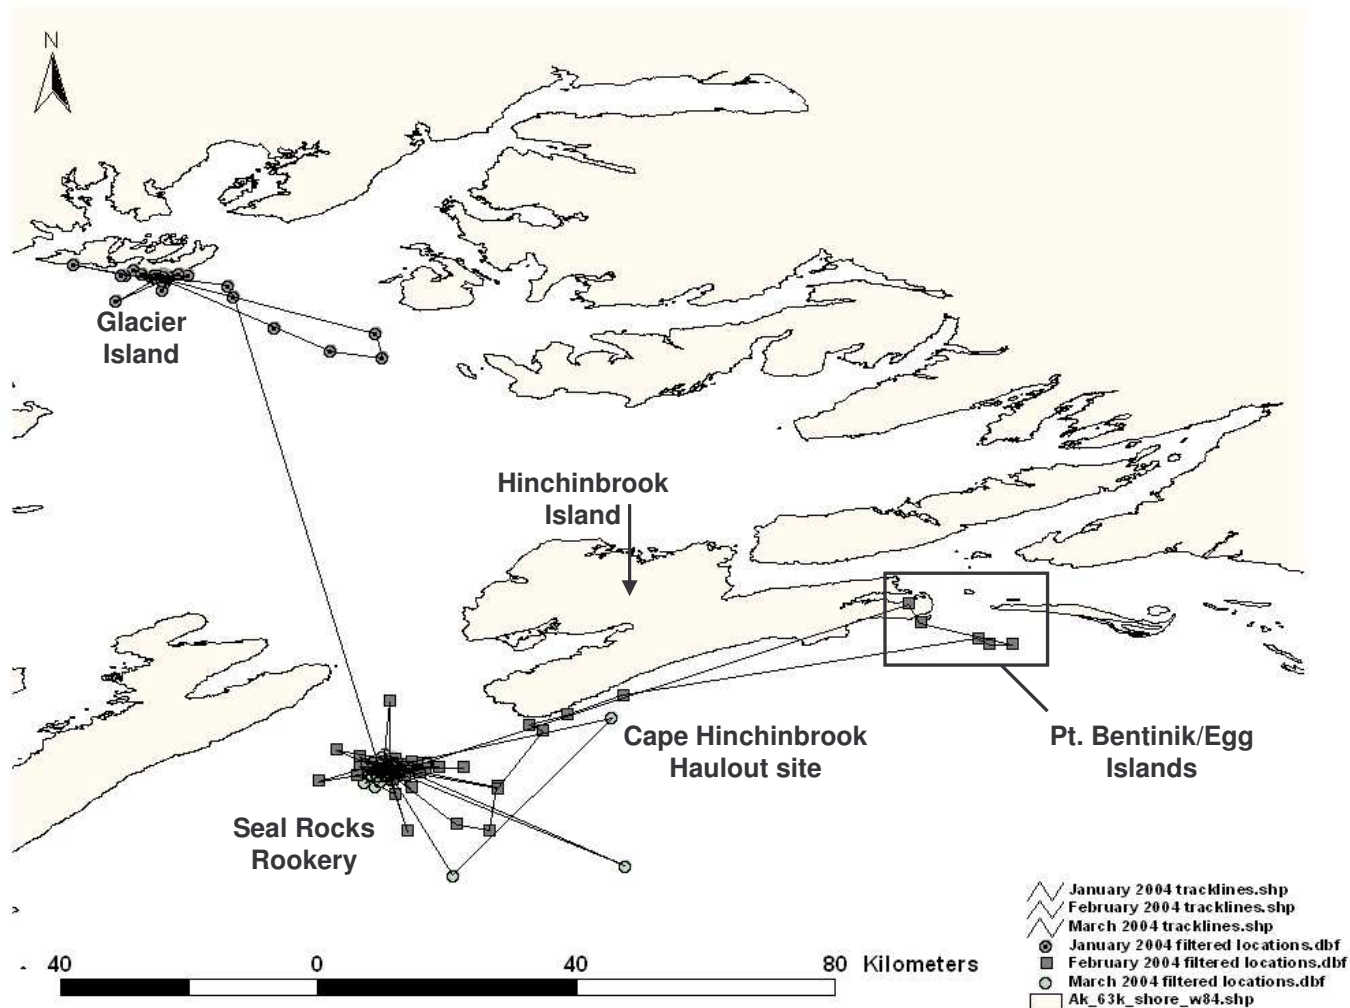 N
Glacier
Island
Hinchinbrook
Island
Cape Hinchinbrook
Haulout site
Pt. Bentinik/Egg
Islands
Seal Rocks
Rookery
January 2004 tracklines.shp
February 2004 tracklines.shp
March 2004 tracklines.shp
January 2004 filtered locations.dbf
February 2004 filtered locations.dbf
March 2004 filtered locations.dbf
Ak_63k_shore_w84.shp
40 0 40 80 Kilometers